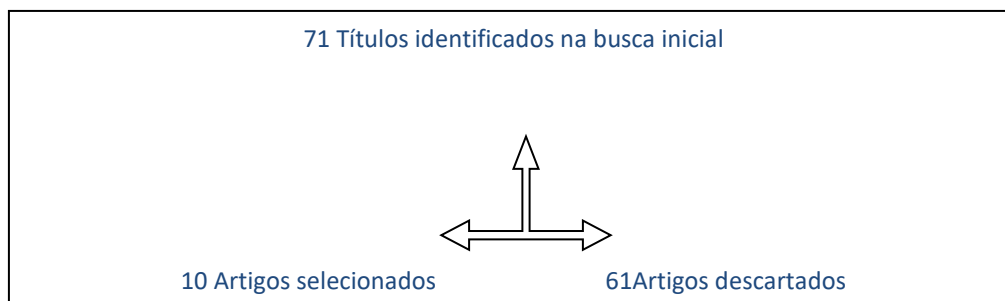 71 Títulos identificados na busca inicial
10 Artigos selecionados
61Artigos descartados